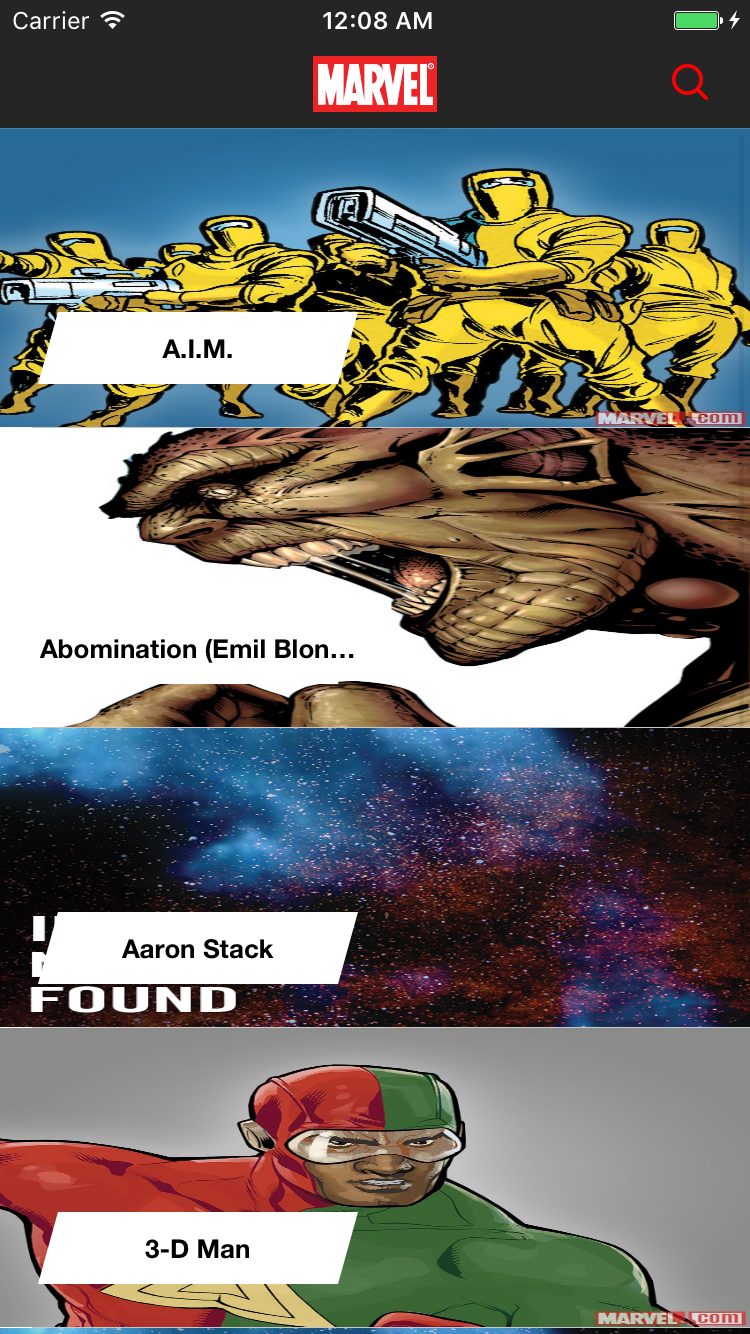 Carrier 12:08 AM
MARVEL
A.I.M.
MARVEL.com
Abomination (Emil Blon...
Aaron Stack
FOUND
3-D Man
MARVEL.com